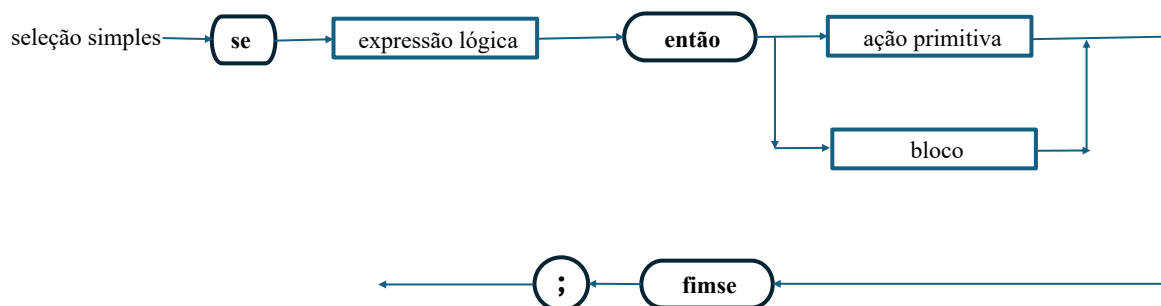 seleção simples se expressão lógica então ação primitiva
bloco
; fimse